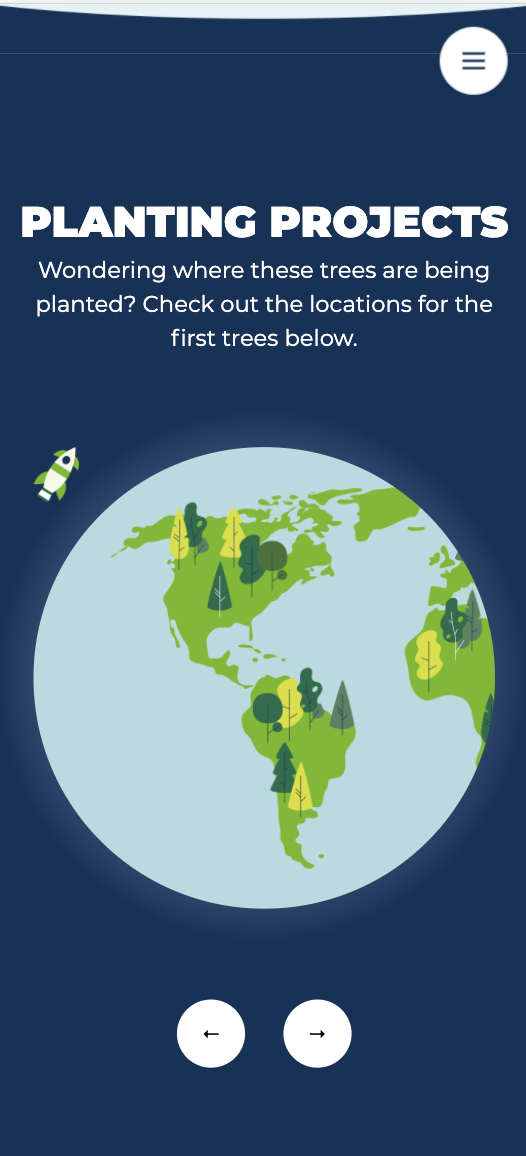 PLANTING PROJECTS
Wondering where these trees are being
planted? Check out the locations for the
first trees below.